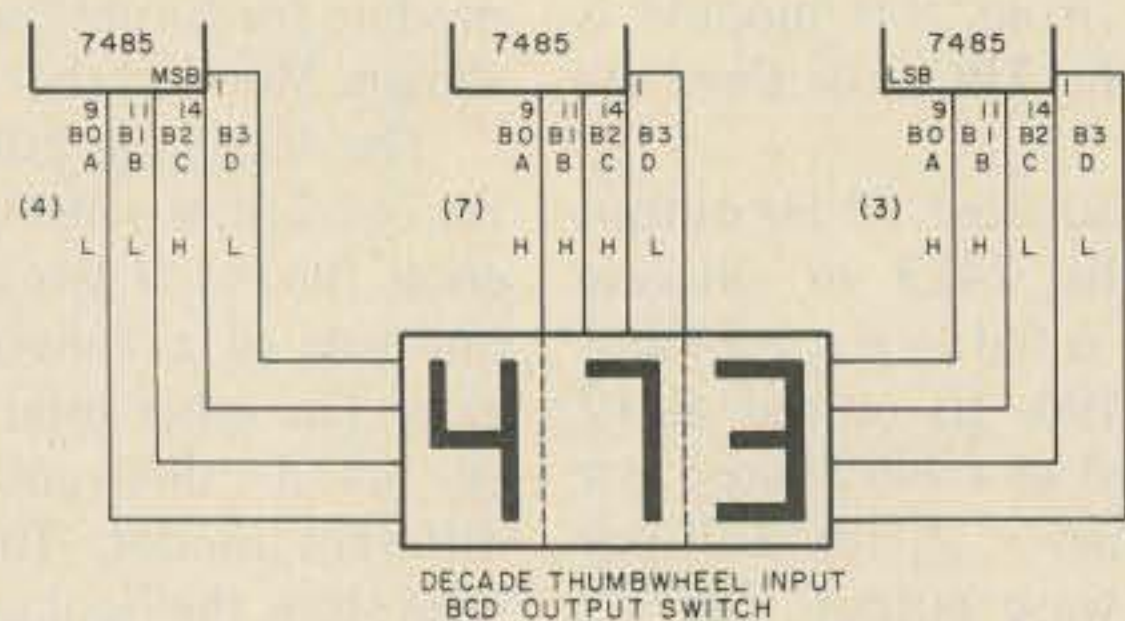 7485 7485 7485
MSB LSB
1 1 1
9 11 14 9 11 14 9 11 14
B0 B1 B2 B3 B0 B1 B2 B3 B0 B1 B2 B3
A B C D A B C D A B C D
(4) (7) (3)
L L H L H H H L H H L L
473
DECADE THUMBWHEEL INPUT
BCD OUTPUT SWITCH